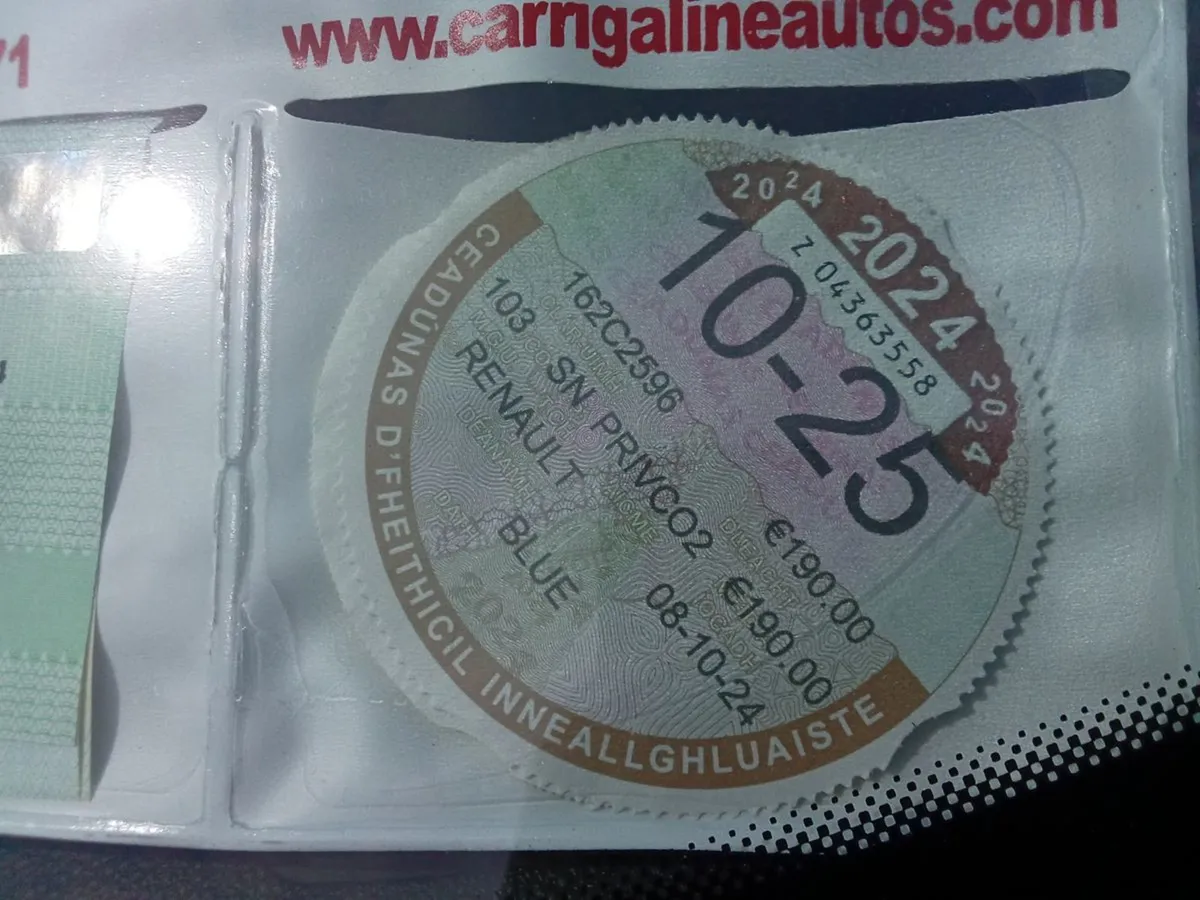 71
www.carrigalineautos.com
2024 2024 2024
Z 04363558
10-25
162C2596
€190.00
103 SN PRIVCO2 €190.00
RENAULT 08-10-24
BLUE
CEADÚNAS D'FHEITHICIL INNEALLGHLUAISTE